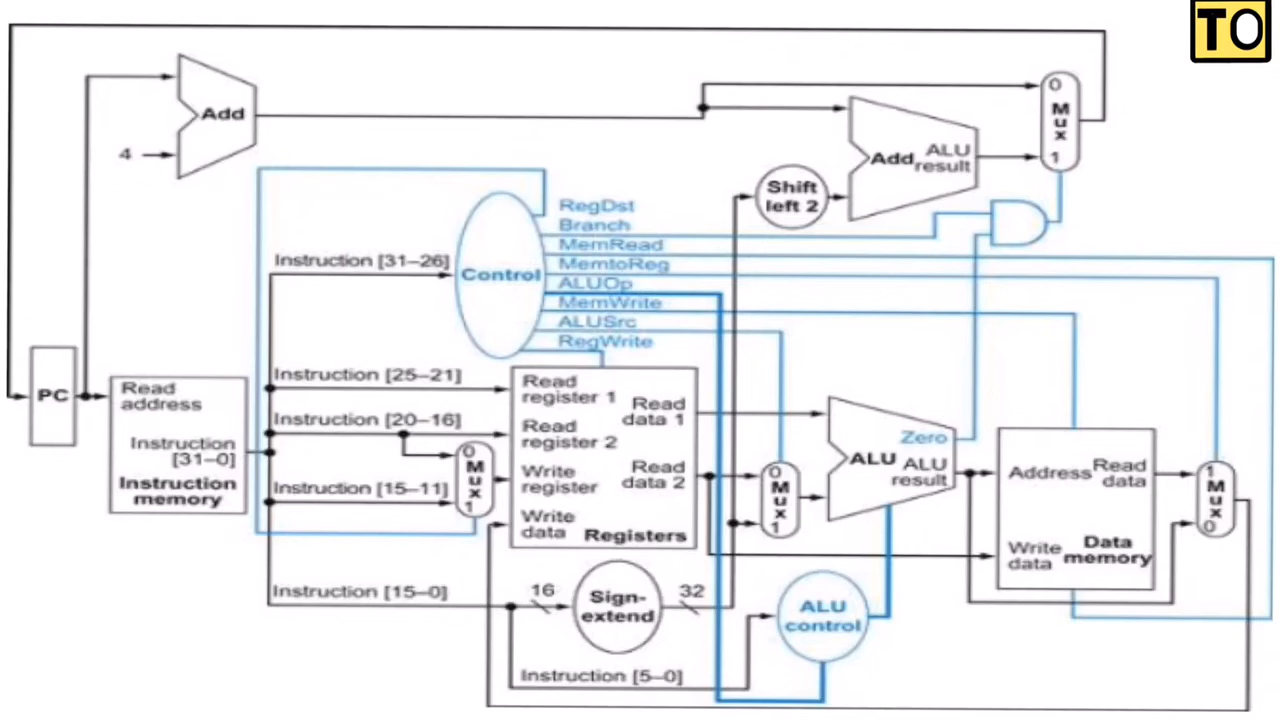 TO
0
M
u
x
1
Add
4
Add
ALU
result
Shift
left 2
RegDst
Branch
MemRead
MemtoReg
ALUOp
MemWrite
ALUSrc
RegWrite
Control
Instruction [31–26]
PC
Read
address
Instruction
[31–0]
Instruction
memory
Instruction [25–21]
Instruction [20–16]
Instruction [15–11]
0
M
u
x
1
Read
register 1
Read
register 2
Write
register
Write
data
Read
data 1
Read
data 2
Registers
0
M
u
x
1
Zero
ALU
ALU
result
Address
Read
data
Write
data
Data
memory
1
M
u
x
0
Instruction [15–0]
16
Sign-
extend
32
ALU
control
Instruction [5–0]